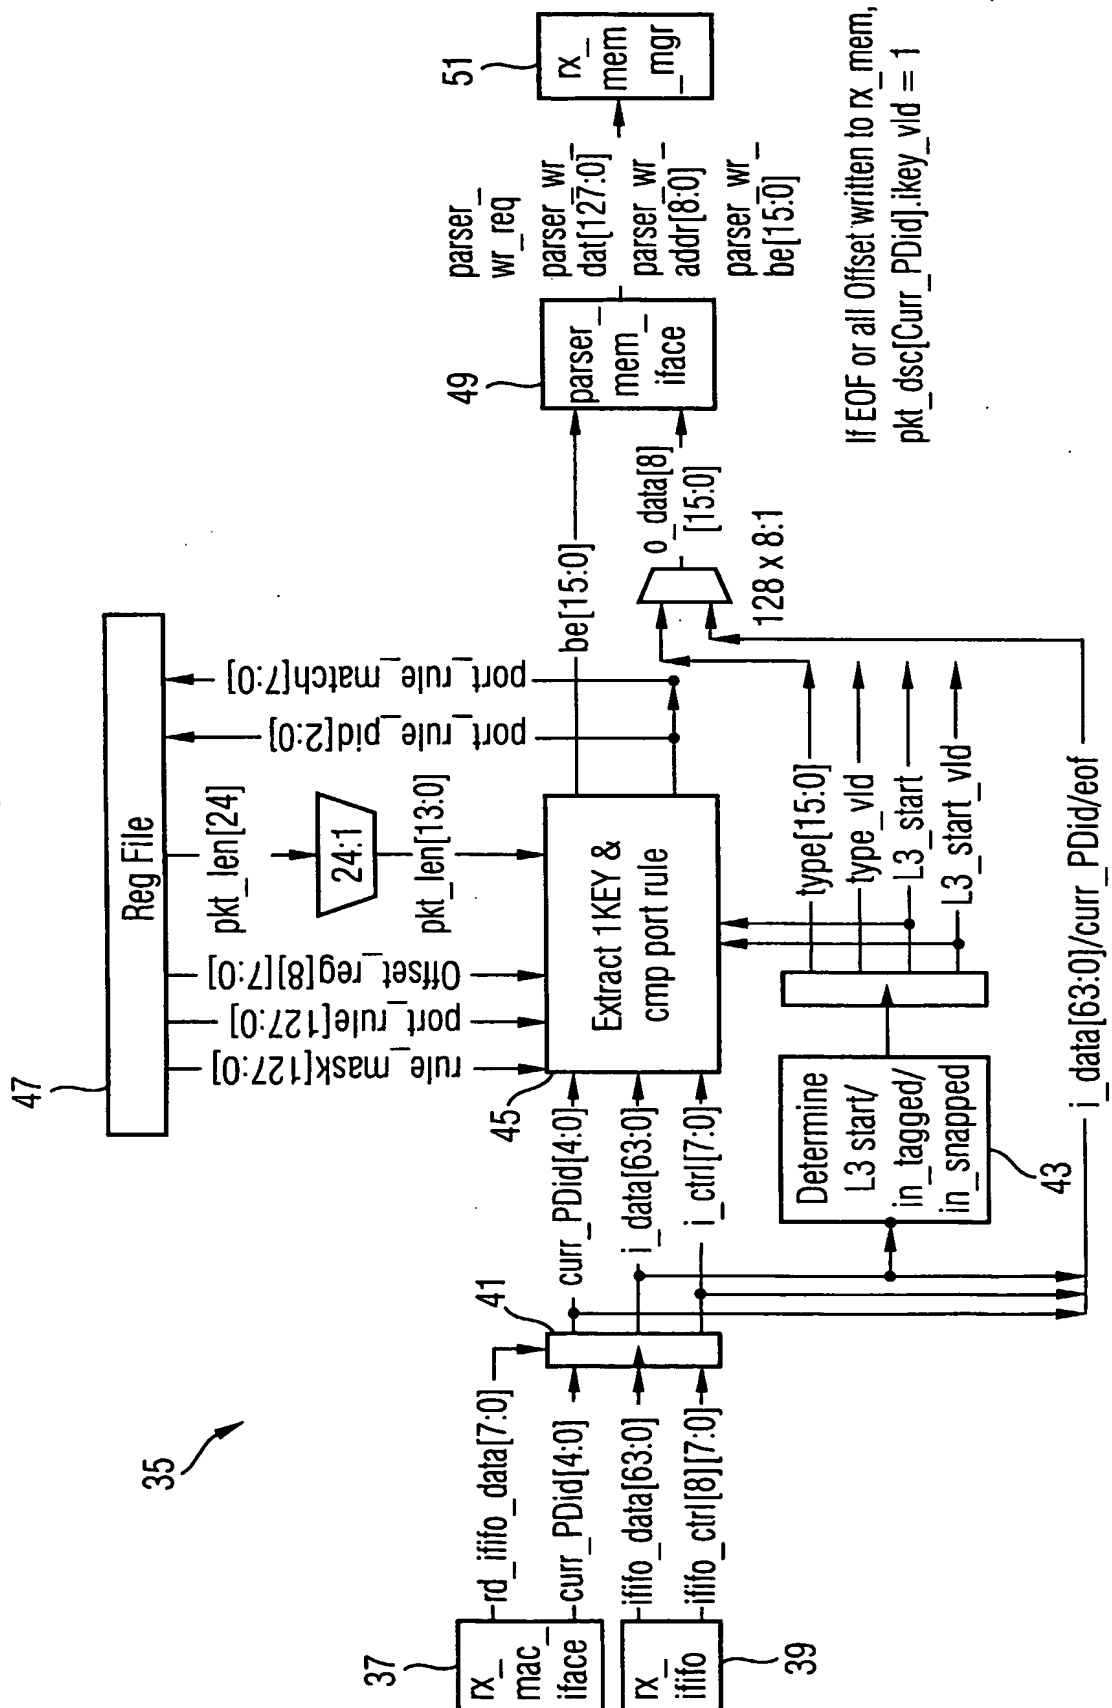 35
37
rx_
mac_
iface
rd_ififo_data[7:0]
curr_PDid[4:0]
39
rx_
ififo
ififo_data[63:0]
ififo_ctrl[8][7:0]
41
curr_PDid[4:0]
i_data[63:0]
i_ctrl[7:0]
47
Reg File
rule_mask[127:0]
port_rule[127:0]
Offset_reg[8][7:0]
pkt_len[24]
24:1
pkt_len[13:0]
port_rule_pid[2:0]
port_rule_match[7:0]
45
Extract 1KEY &
cmp port rule
43
Determine
L3 start/
in_tagged/
in_snapped
type[15:0]
type_vld
L3_start
L3_start_vld
i_data[63:0]/curr_PDid/eof
be[15:0]
o_data[8]
[15:0]
128 x 8:1
49
parser_
mem_
iface
parser_
wr_req
parser_wr_
dat[127:0]
parser_wr_
addr[8:0]
parser_wr_
be[15:0]
51
rx_
mem
_mgr
If EOF or all Offset written to rx_mem,
pkt_dsc[Curr_PDid].ikey_vld = 1